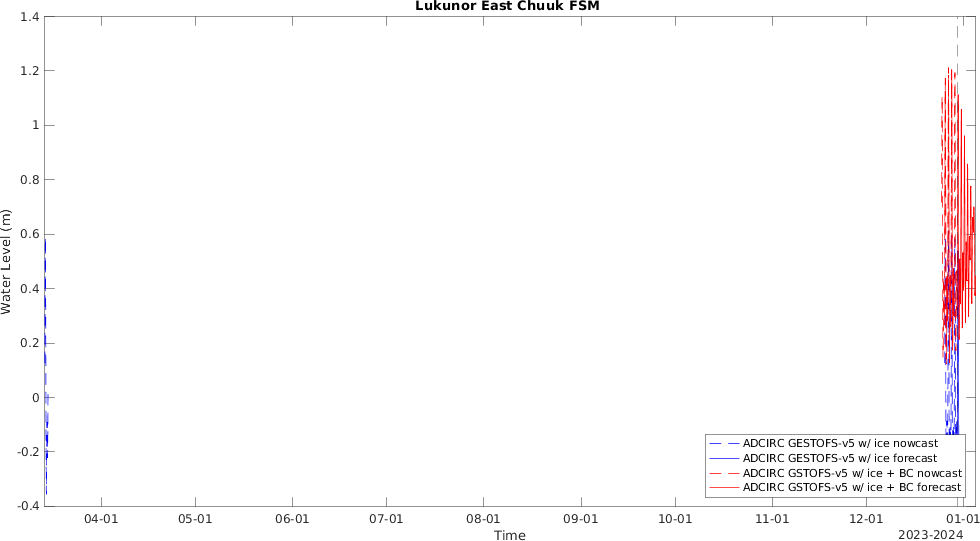 Lukunor East Chuuk FSM
1.4
1.2
1
0.8
0.6
0.4
0.2
0
-0.2
-0.4
Water Level (m)
04-01 05-01 06-01 07-01 08-01 09-01 10-01 11-01 12-01 01-01
Time
2023-2024
ADCIRC GESTOFS-v5 w/ ice nowcast
ADCIRC GESTOFS-v5 w/ ice forecast
ADCIRC GSTOFS-v5 w/ ice + BC nowcast
ADCIRC GSTOFS-v5 w/ ice + BC forecast